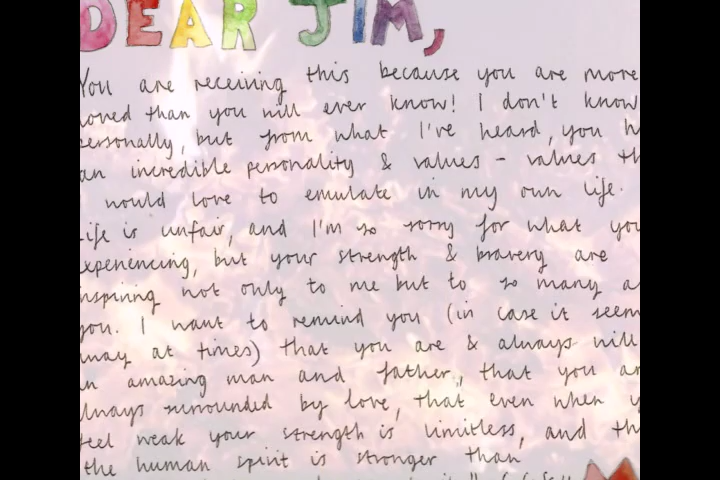 DEAR JIM,
You are receiving this because you are more
loved than you will ever know! I don't know
personally, but from what I've heard, you h
an incredible personality & values - values th
would love to emulate in my own life.
Life is unfair, and I'm so sorry for what you
experiencing, but your strength & bravery are
inspiring not only to me but to so many a
you. I want to remind you (in case it seem
away at times) that you are & always will
an amazing man and father, that you ar
always surrounded by love, that even when y
feel weak your strength is limitless, and th
the human spirit is stronger than